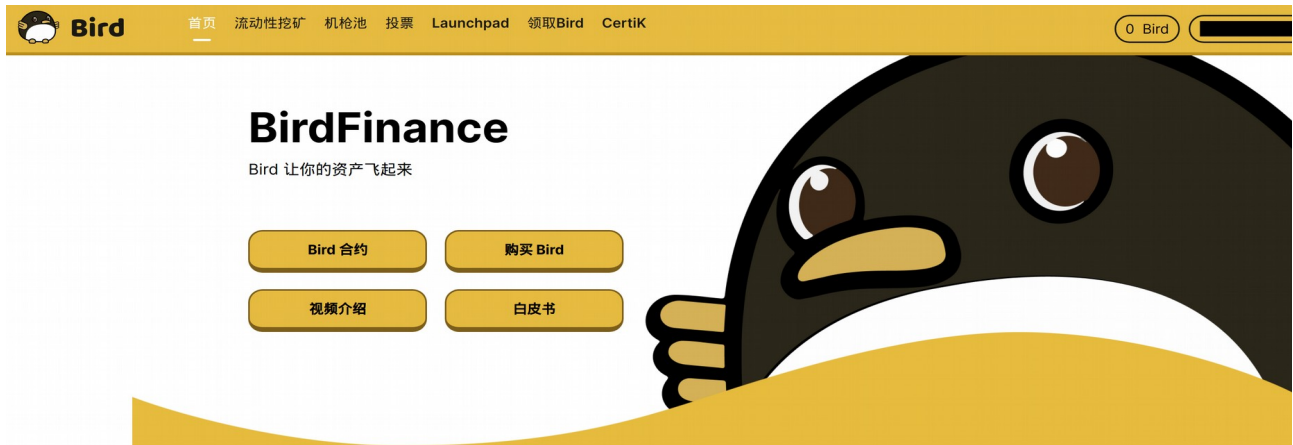 Bird 首页 流动性挖矿 机枪池 投票 Launchpad 领取Bird CertiK 0 Bird
BirdFinance
Bird 让你的资产飞起来
Bird 合约 购买 Bird
视频介绍 白皮书